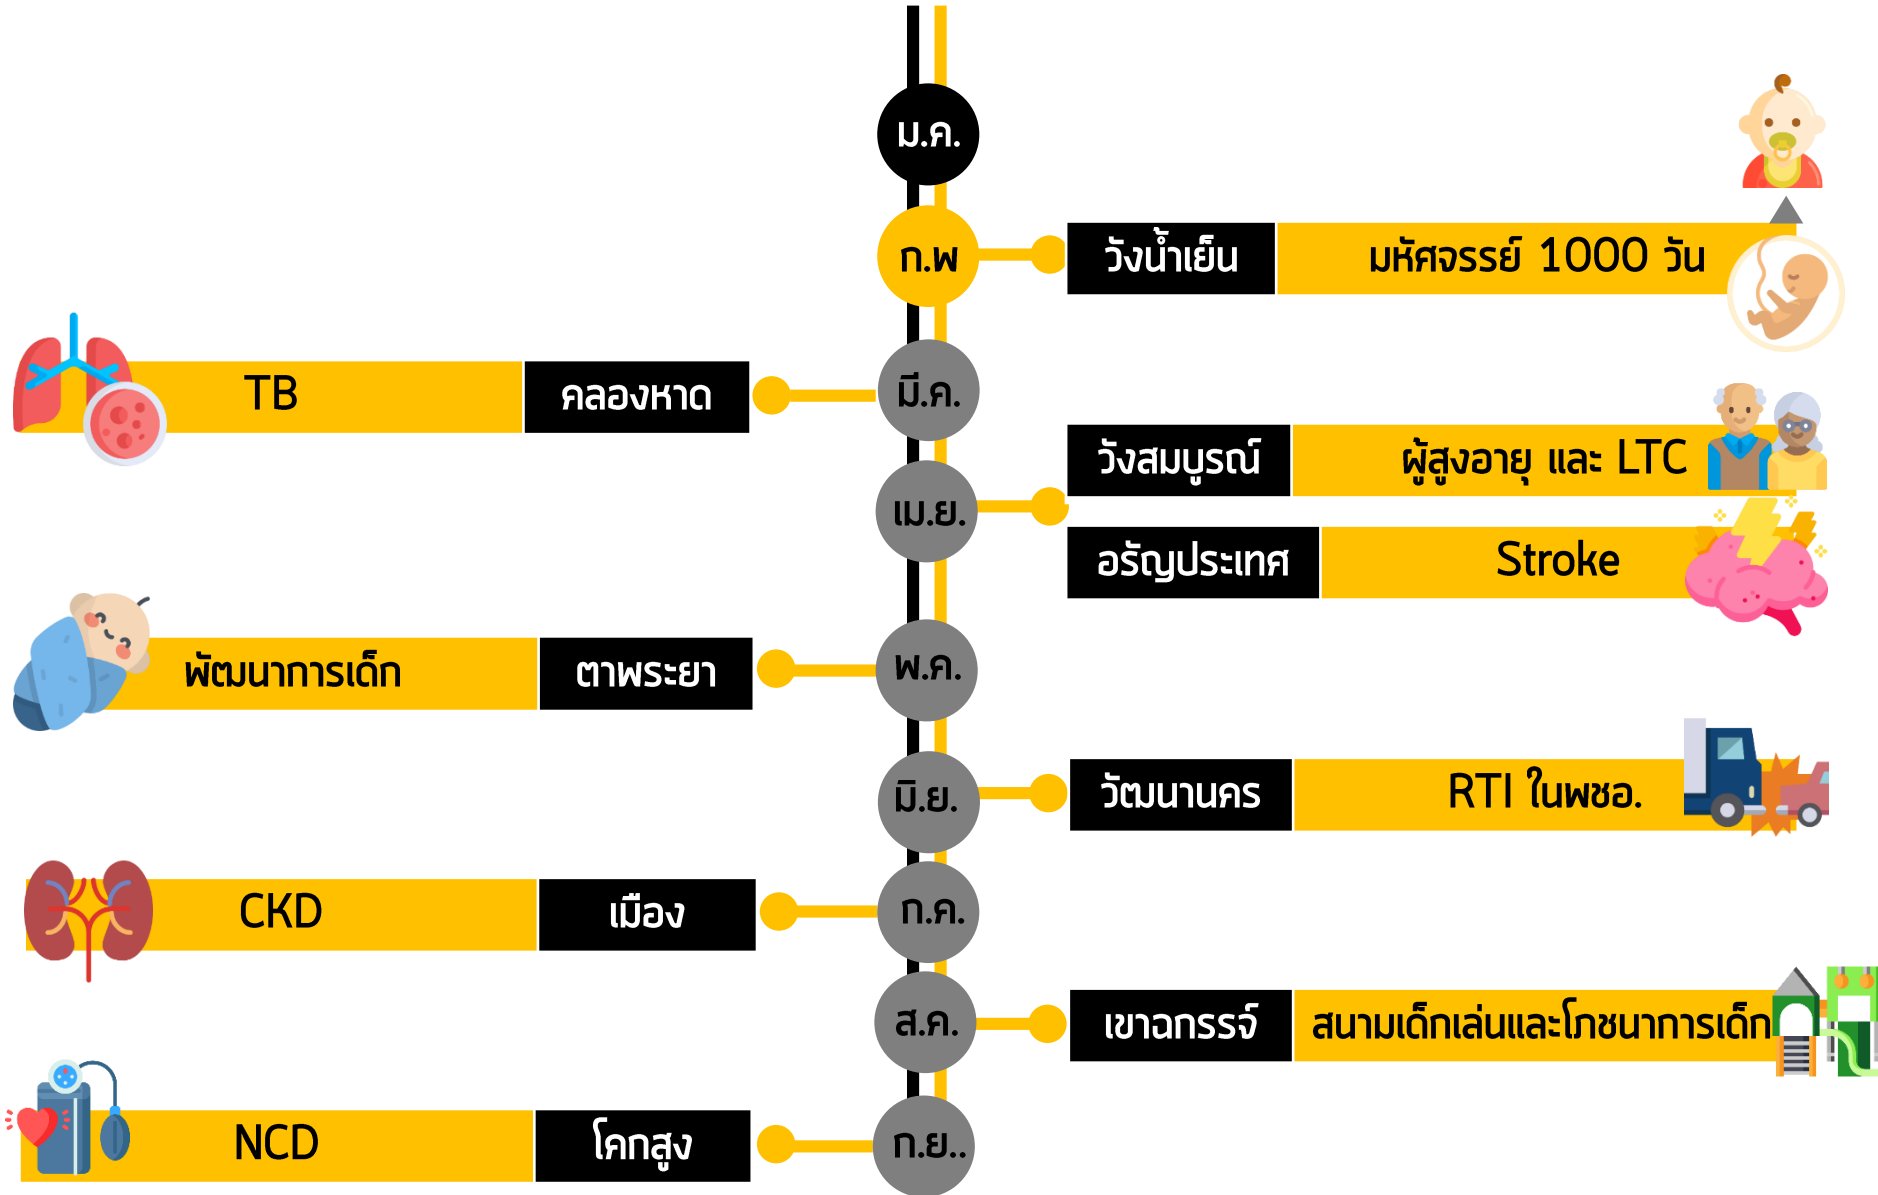 ม.ค.
ก.พ
วังน้ำเย็น มหัศจรรย์ 1000 วัน
TB คลองหาด
มี.ค.
วังสมบูรณ์ ผู้สูงอายุ และ LTC
เม.ย.
อรัญประเทศ Stroke
พัฒนาการเด็ก ตาพระยา
พ.ค.
มิ.ย.
วัฒนานคร RTI ในพชอ.
CKD เมือง
ก.ค.
ส.ค.
เขาฉกรรจ์ สนามเด็กเล่นและโภชนาการเด็ก
NCD โคกสูง
ก.ย..